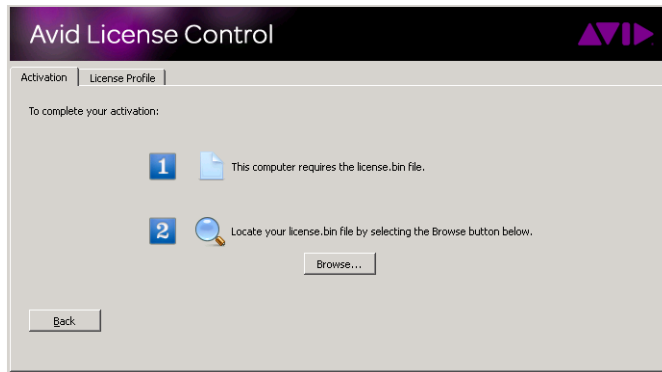 Avid License Control
AVID
Activation
License Profile
To complete your activation:
1
This computer requires the license.bin file.
2
Locate your license.bin file by selecting the Browse button below.
Browse...
Back